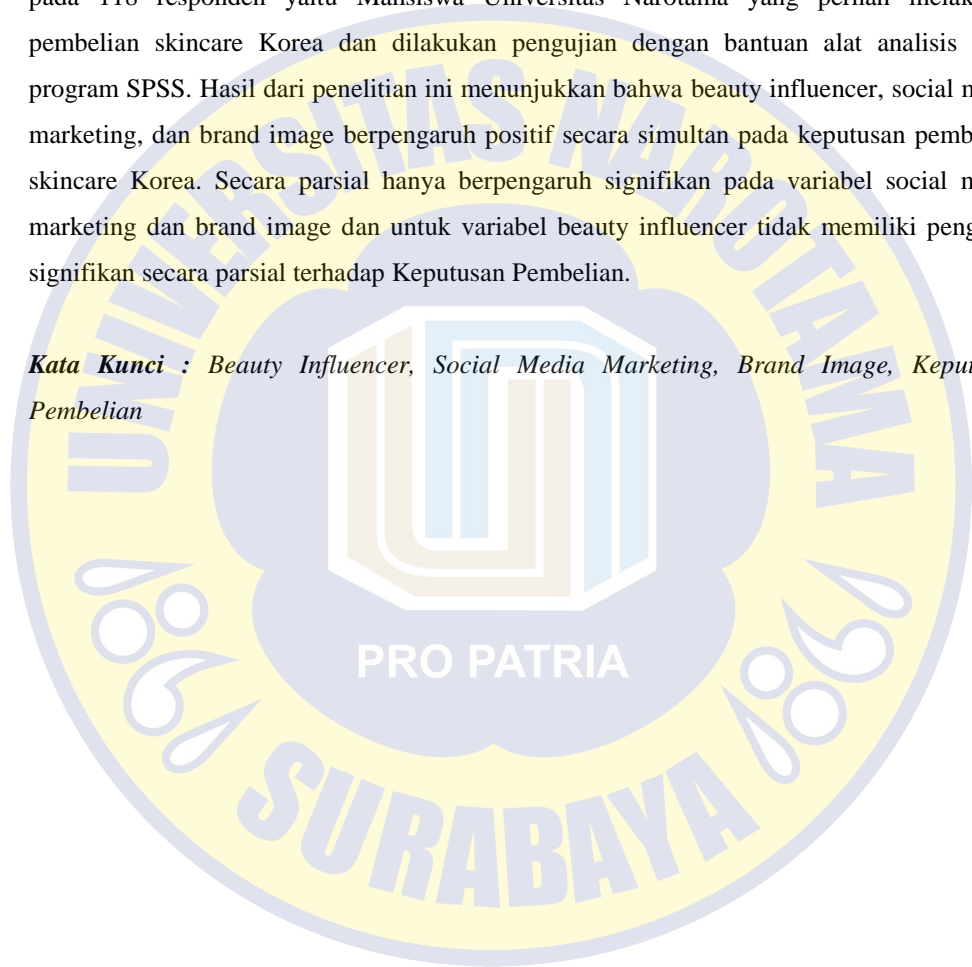 pada 118 responden yaitu Mahsiswa Universitas Narotama yang pernah
pembelian skincare Korea dan dilakukan pengujian dengan bantuan alat analisis
program SPSS. Hasil dari penelitian ini menunjukkan bahwa beauty influencer, social
marketing, dan brand image berpengaruh positif secara simultan pada keputusan
skincare Korea. Secara parsial hanya berpengaruh signifikan pada variabel social
marketing dan brand image dan untuk variabel beauty influencer tidak memiliki
signifikan secara parsial terhadap Keputusan Pembelian.
Kata Kunci : Beauty Influencer, Social Media Marketing, Brand Image,
Pembelian
UNIVERSITAS NAROTAMA
PRO PATRIA
SURABAYA